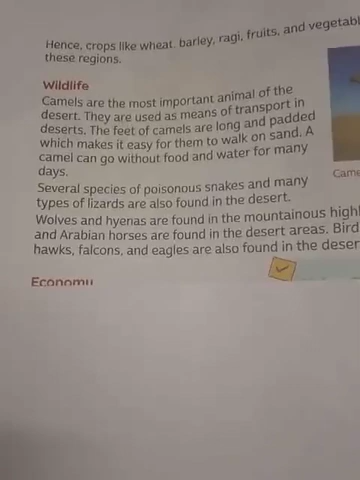 Hence, crops like wheat. barley, ragi, fruits, and
these regions.
Wildlife
Camels are the most important animal of the
desert. They are used as means of transport in
deserts. The feet of camels are long and padded
which makes it easy for them to walk on sand. A
camel can go without food and water for many
days.
Several species of poisonous snakes and many
types of lizards are also found in the desert.
Wolves and hyenas are found in the mountainous
and Arabian horses are found in the desert areas.
hawks, falcons, and eagles are also found in the
Economy